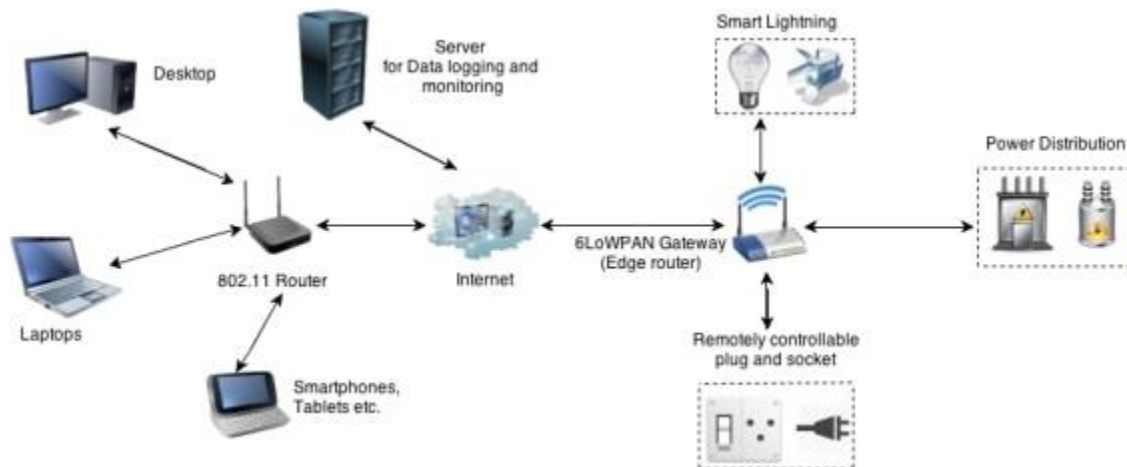 Smart Lightning
Desktop
Server
for Data logging and
monitoring
Power Distribution
6LoWPAN Gateway
(Edge router)
802.11 Router
Internet
Laptops
Remotely controllable
plug and socket
Smartphones,
Tablets etc.